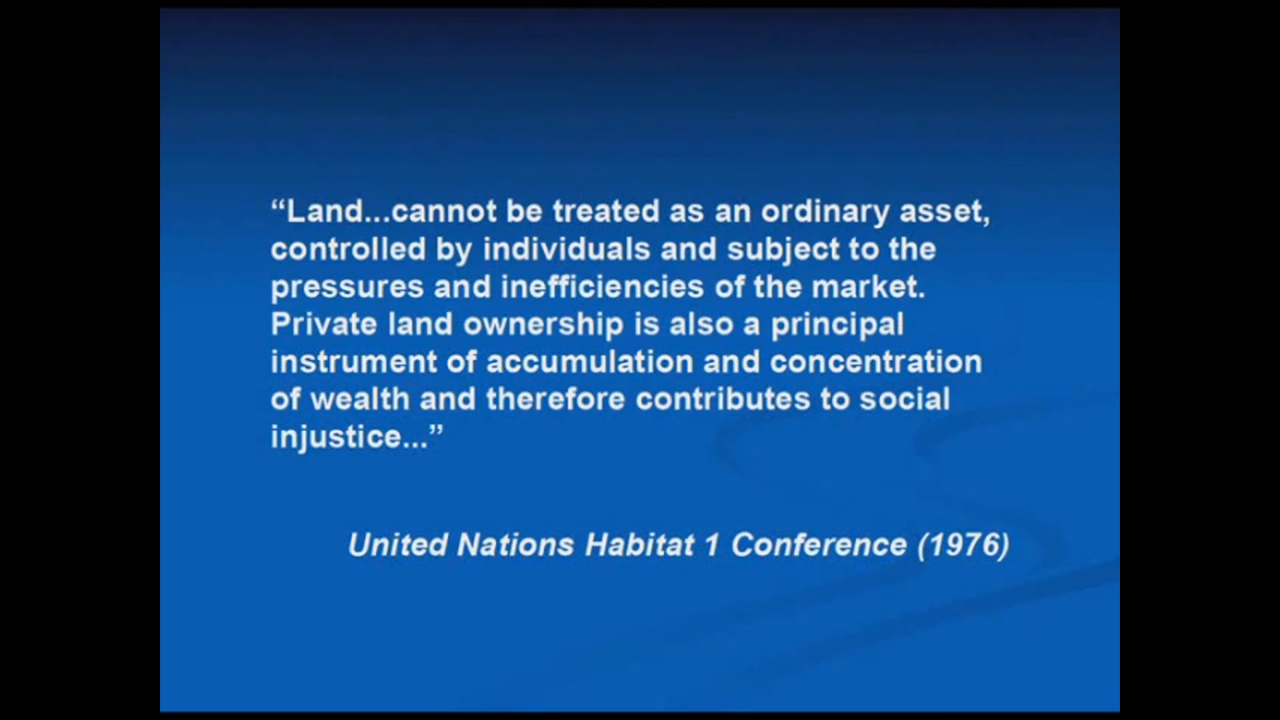 “Land...cannot be treated as an ordinary asset,
controlled by individuals and subject to the
pressures and inefficiencies of the market.
Private land ownership is also a principal
instrument of accumulation and concentration
of wealth and therefore contributes to social
injustice...”
United Nations Habitat 1 Conference (1976)